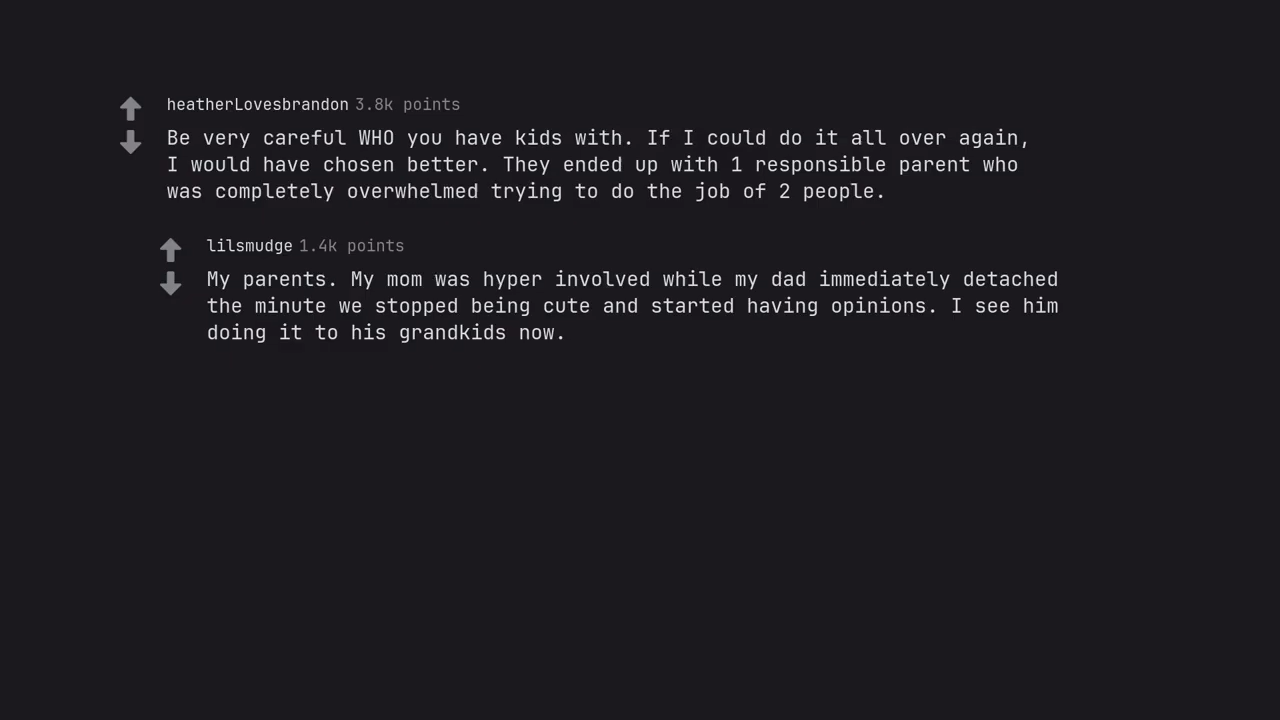 heatherLovesbrandon 3.8k points
Be very careful WHO you have kids with. If I could do it all over again,
I would have chosen better. They ended up with 1 responsible parent who
was completely overwhelmed trying to do the job of 2 people.
lilsmudge 1.4k points
My parents. My mom was hyper involved while my dad immediately detached
the minute we stopped being cute and started having opinions. I see him
doing it to his grandkids now.